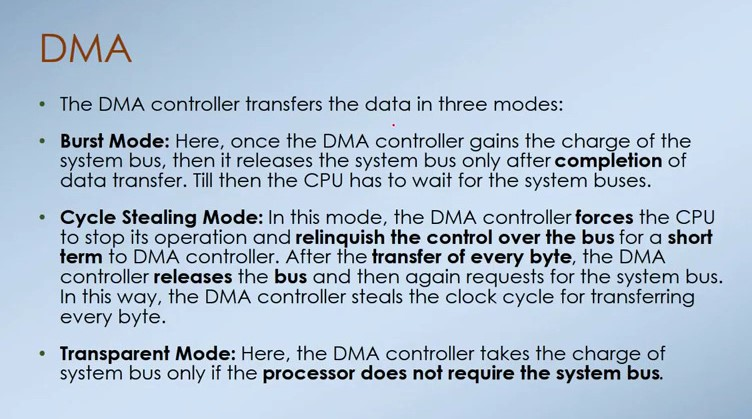 DMA
• The DMA controller transfers the data in three modes:
• Burst Mode: Here, once the DMA controller gains the charge of the
system bus, then it releases the system bus only after completion of
data transfer. Till then the CPU has to wait for the system buses.
• Cycle Stealing Mode: In this mode, the DMA controller forces the CPU
to stop its operation and relinquish the control over the bus for a short
term to DMA controller. After the transfer of every byte, the DMA
controller releases the bus and then again requests for the system bus.
In this way, the DMA controller steals the clock cycle for transferring
every byte.
• Transparent Mode: Here, the DMA controller takes the charge of
system bus only if the processor does not require the system bus.